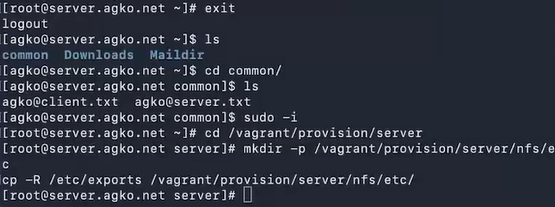 [root@server.agko.net ~]# exit
logout
[agko@server.agko.net ~]$ ls
common  Downloads  Maildir
[agko@server.agko.net ~]$ cd common/
[agko@server.agko.net common]$ ls
agko@client.txt  agko@server.txt
[agko@server.agko.net common]$ sudo -i
[root@server.agko.net ~]# cd /vagrant/provision/server
[root@server.agko.net server]# mkdir -p /vagrant/provision/server/nfs/et
c
cp -R /etc/exports /vagrant/provision/server/nfs/etc/
[root@server.agko.net server]#